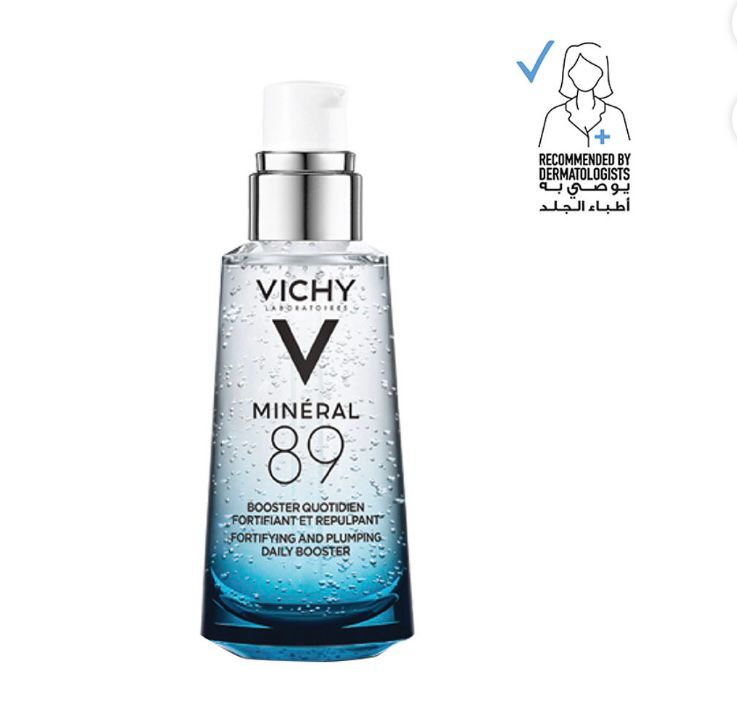 VICHY
LABORATOIRES
V
MINÉRAL
89
BOOSTER QUOTIDIEN
FORTIFIANT ET REPULPANT
FORTIFYING AND PLUMPING
DAILY BOOSTER
RECOMMENDED BY
DERMATOLOGISTS
يوصي به
أطباء الجلد